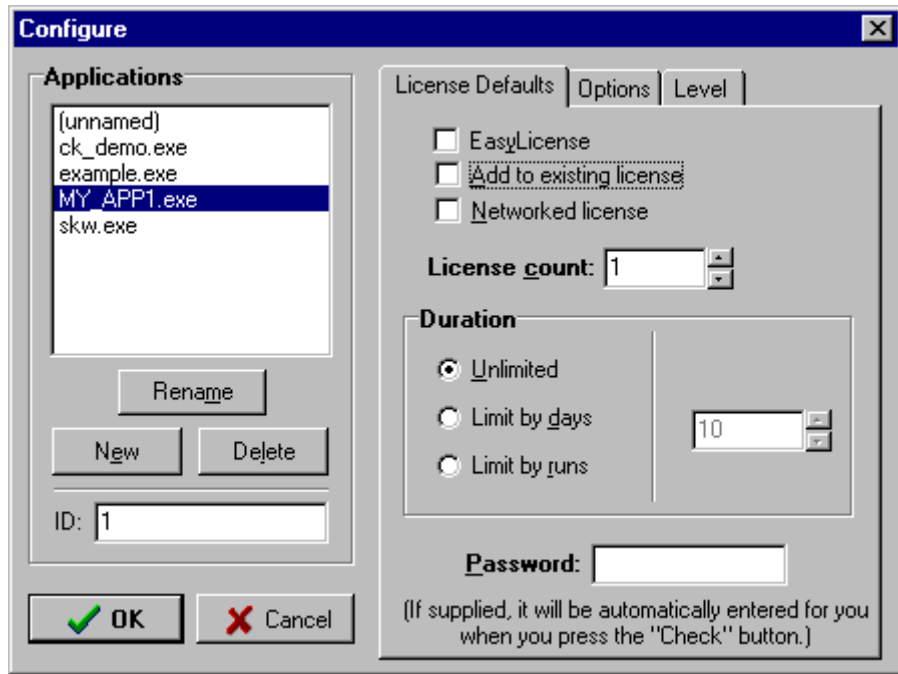 Configure
Applications
(unnamed)
ck_demo.exe
example.exe
MY_APP1.exe
skw.exe
Rename
New
Delete
ID: 1
OK
Cancel
License Defaults
Options
Level
EasyLicense
Add to existing license
Networked license
License count: 1
Duration
Unlimited
Limit by days
Limit by runs
10
Password:
(If supplied, it will be automatically entered for you
when you press the "Check" button.)